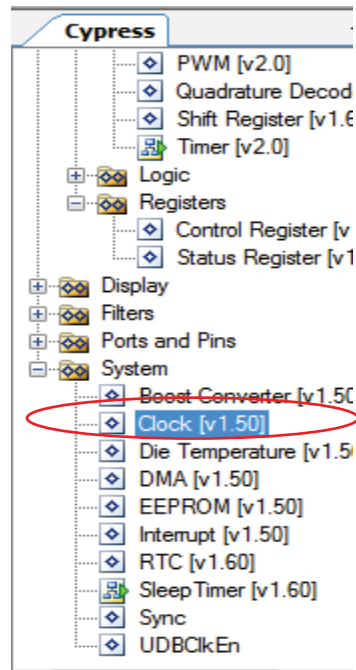 Cypress
PWM [v2.0]
Quadrature Decod
Shift Register [v1.6
Timer [v2.0]
Logic
Registers
Control Register [v
Status Register [v1
Display
Filters
Ports and Pins
System
Boost Converter [v1.50
Clock [v1.50]
Die Temperature [v1.50
DMA [v1.50]
EEPROM [v1.50]
Interrupt [v1.50]
RTC [v1.60]
SleepTimer [v1.60]
Sync
UDBClkEn